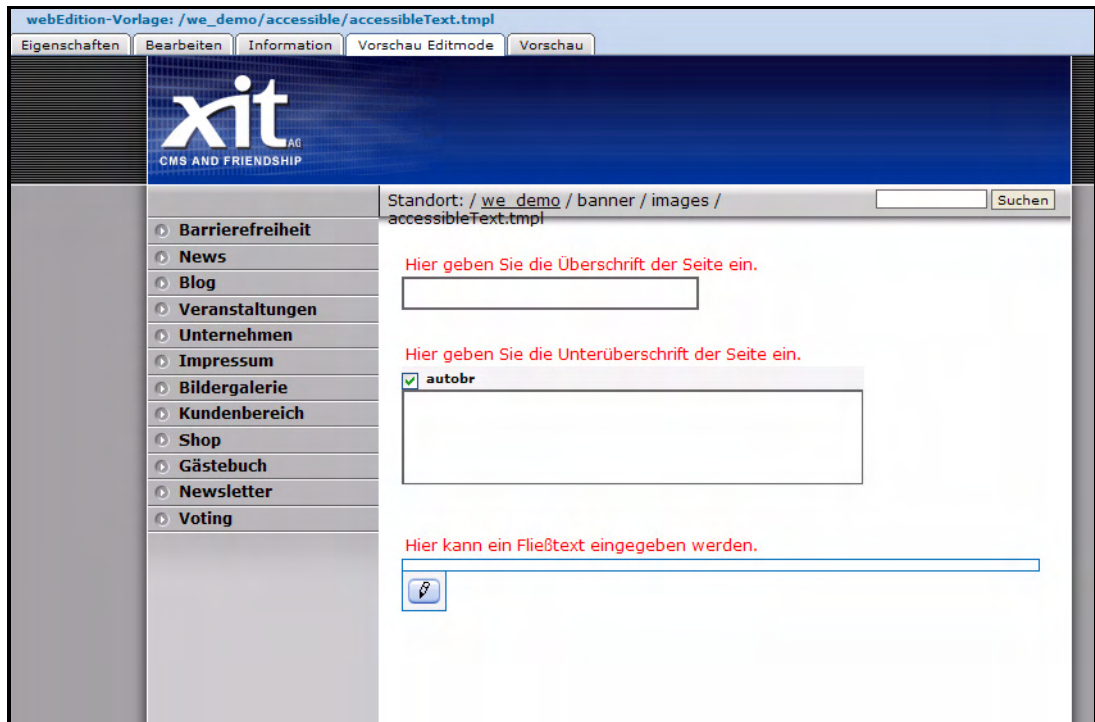 webEdition-Vorlage: /we_demo/accessible/accessibleText.tmpl
Eigenschaften Bearbeiten Information Vorschau Editmode Vorschau
xit AG
CMS AND FRIENDSHIP
Standort: / we_demo / banner / images / Suchen
accessibleText.tmpl
Barrierefreiheit
News
Blog
Veranstaltungen
Unternehmen
Impressum
Bildergalerie
Kundenbereich
Shop
Gästebuch
Newsletter
Voting
Hier geben Sie die Überschrift der Seite ein.
Hier geben Sie die Unterüberschrift der Seite ein.
autobr
Hier kann ein Fließtext eingegeben werden.